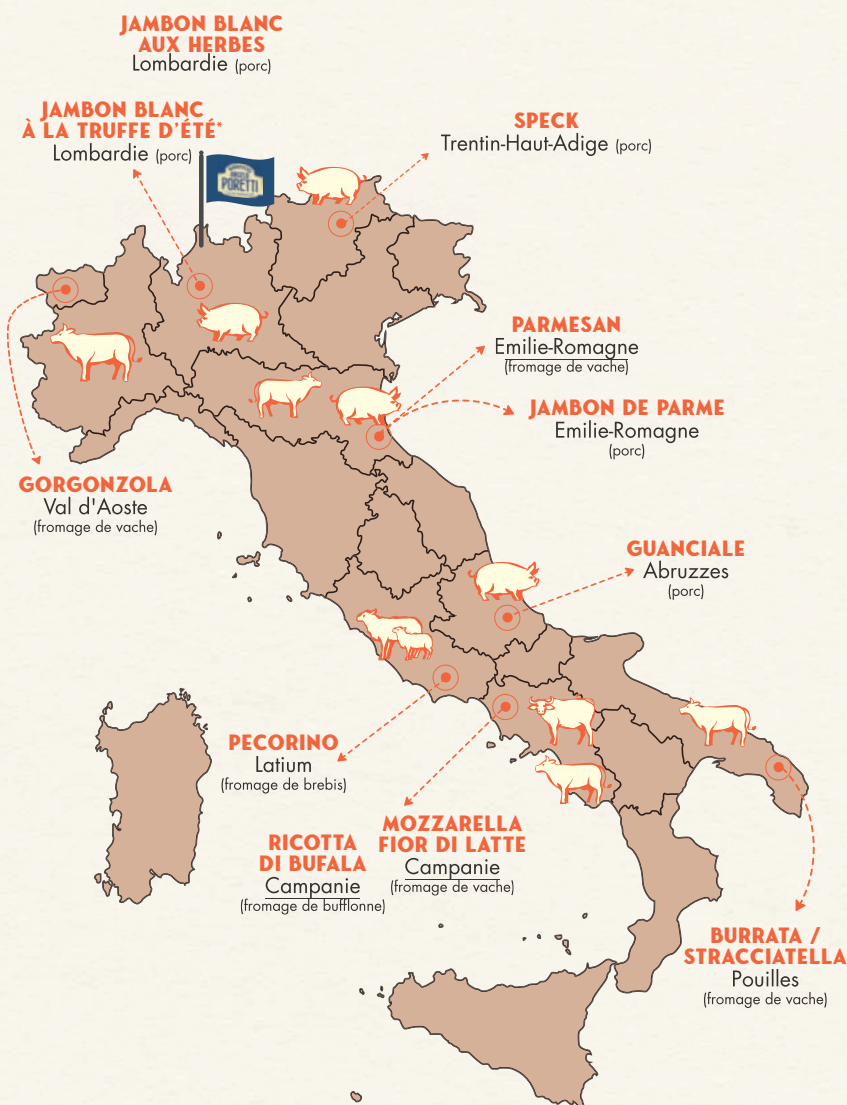 JAMBON BLANC
AUX HERBES
Lombardie (porc)
JAMBON BLANC
À LA TRUFFE D'ÉTÉ*
Lombardie (porc)
PORETTI
SPECK
Trentin-Haut-Adige (porc)
PARMESAN
Emilie-Romagne
(fromage de vache)
JAMBON DE PARME
Emilie-Romagne
(porc)
GORGONZOLA
Val d'Aoste
(fromage de vache)
GUANCIALE
Abruzzes
(porc)
PECORINO
Latium
(fromage de brebis)
MOZZARELLA
FIOR DI LATTE
Campanie
(fromage de vache)
RICOTTA
DI BUFALA
Campanie
(fromage de bufflonne)
BURRATA /
STRACCIATELLA
Pouilles
(fromage de vache)